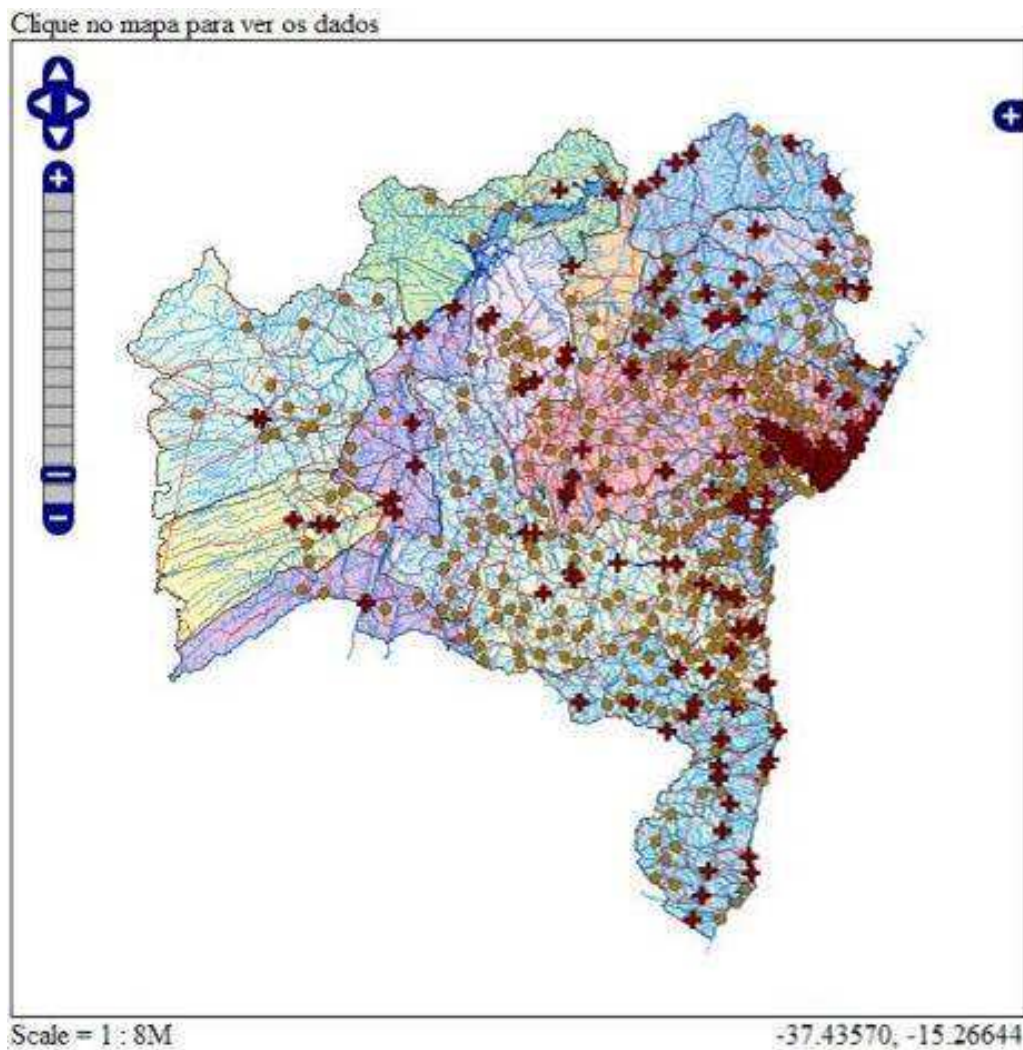 Clique no mapa para ver os dados
Scale = 1 : 8M
-37.43570, -15.26644